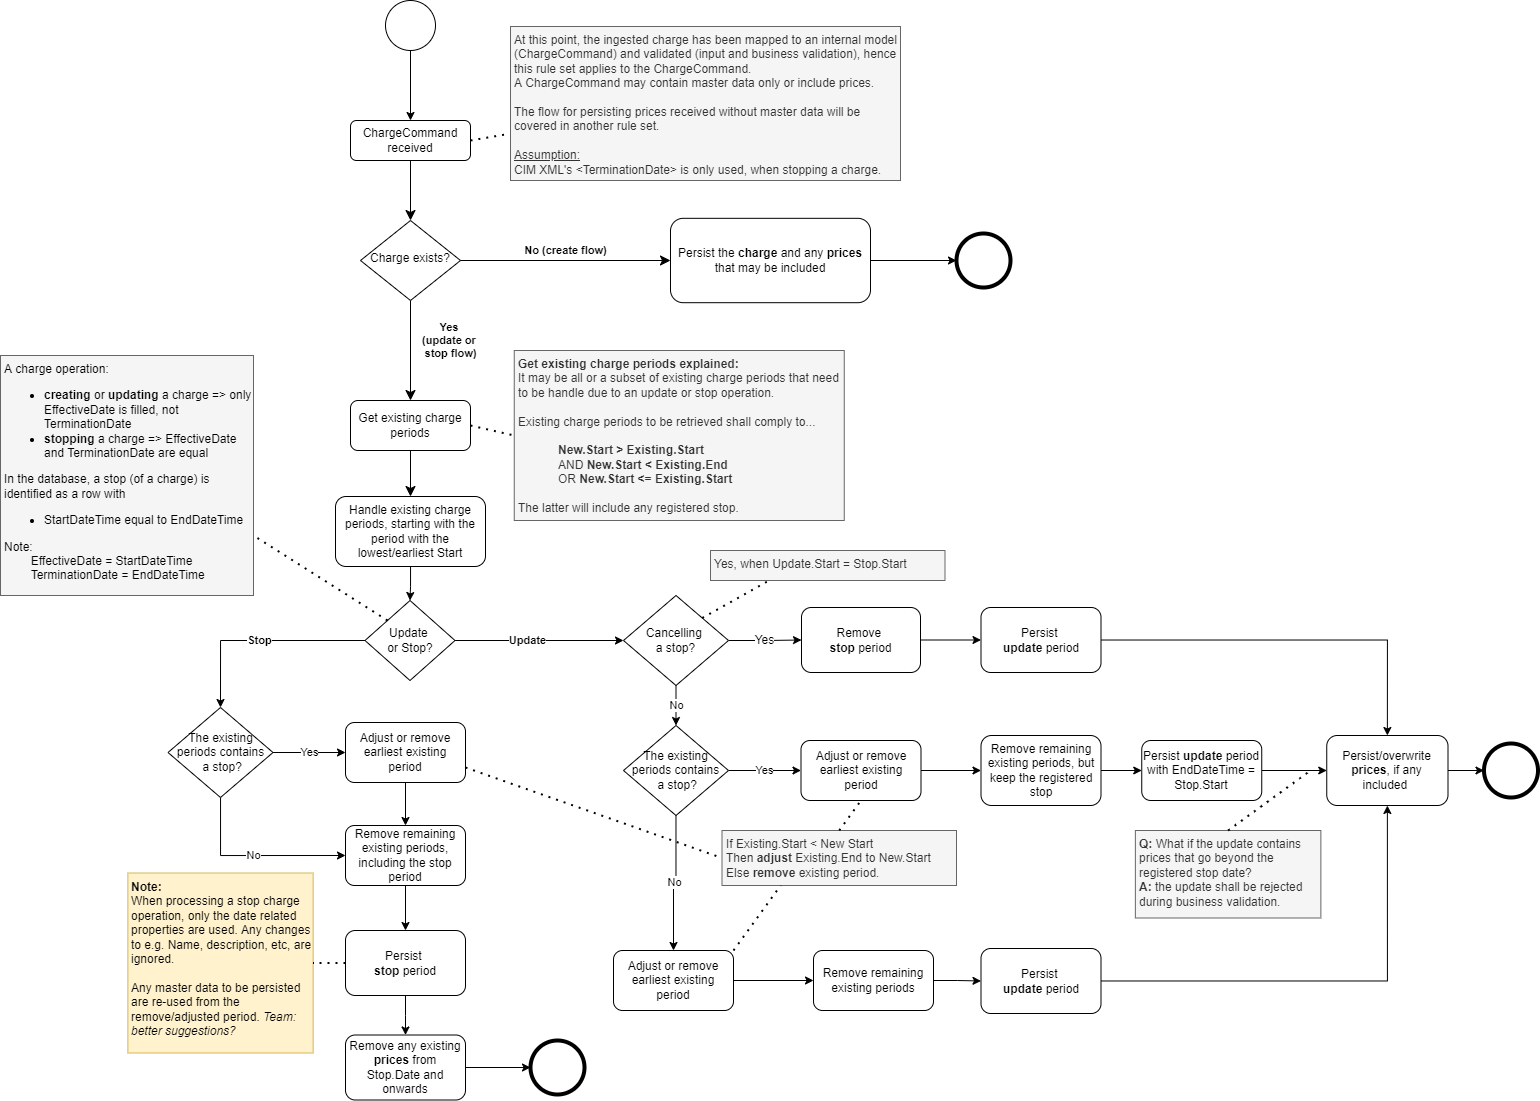 At this point, the ingested charge has been mapped to an internal model
(ChargeCommand) and validated (input and business validation), hence
this rule set applies to the ChargeCommand.
A ChargeCommand may contain master data only or include prices.
The flow for persisting prices received without master data will be
covered in another rule set.
Assumption:
CIM XML's <TerminationDate> is only used, when stopping a charge.
ChargeCommand
received
Charge exists?
No (create flow)
Persist the charge and any prices
that may be included
Yes
(update or
stop flow)
A charge operation:
• creating or updating a charge => only
EffectiveDate is filled, not
TerminationDate
• stopping a charge => EffectiveDate
and TerminationDate are equal
In the database, a stop (of a charge) is
identified as a row with
• StartDateTime equal to EndDateTime
Note:
EffectiveDate = StartDateTime
TerminationDate = EndDateTime
Get existing charge
periods
Get existing charge periods explained:
It may be all or a subset of existing charge periods that need
to be handle due to an update or stop operation.
Existing charge periods to be retrieved shall comply to...
New.Start > Existing.Start
AND New.Start < Existing.End
OR New.Start <= Existing.Start
The latter will include any registered stop.
Handle existing charge
periods, starting with the
period with the
lowest/earliest Start
Yes, when Update.Start = Stop.Start
Stop
Update
or Stop?
Update
Cancelling
a stop?
Yes
Remove
stop period
Persist
update period
No
The existing
periods contains
a stop?
Yes
Adjust or remove
earliest existing
period
The existing
periods contains
a stop?
Yes
Adjust or remove
earliest existing
period
Remove remaining
existing periods, but
keep the registered
stop
Persist update period
with EndDateTime =
Stop.Start
Persist/overwrite
prices, if any
included
No
Remove remaining
existing periods,
including the stop
period
If Existing.Start < New Start
Then adjust Existing.End to New.Start
Else remove existing period.
Q: What if the update contains
prices that go beyond the
registered stop date?
A: the update shall be rejected
during business validation.
No
Note:
When processing a stop charge
operation, only the date related
properties are used. Any changes
to e.g. Name, description, etc, are
ignored.
Any master data to be persisted
are re-used from the
remove/adjusted period. Team:
better suggestions?
Persist
stop period
Adjust or remove
earliest existing
period
Remove remaining
existing periods
Persist
update period
Remove any existing
prices from
Stop.Date and
onwards